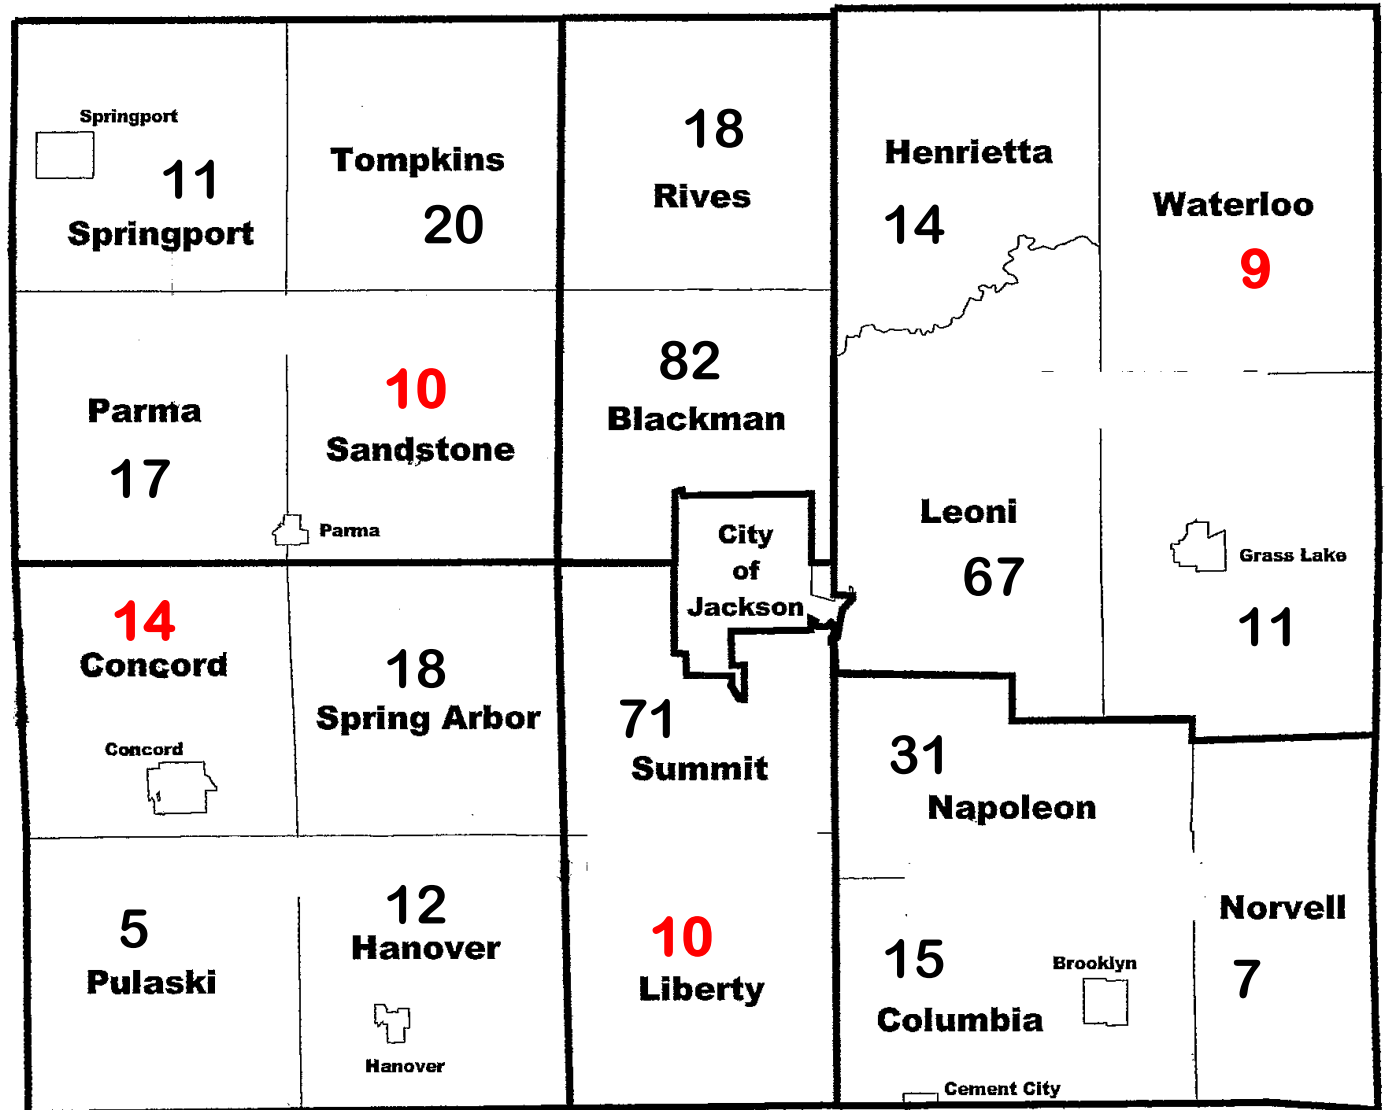 Springport
11
Springport
Tompkins
20
18
Rives
Henrietta
14
Waterloo
9
Parma
17
10
Sandstone
Parma
82
Blackman
City
of
Jackson
Leoni
67
Grass Lake
11
14
Concord
Concord
18
Spring Arbor
71
Summit
31
Napoleon
5
Pulaski
12
Hanover
Hanover
10
Liberty
15
Columbia
Brooklyn
Cement City
Norvell
7